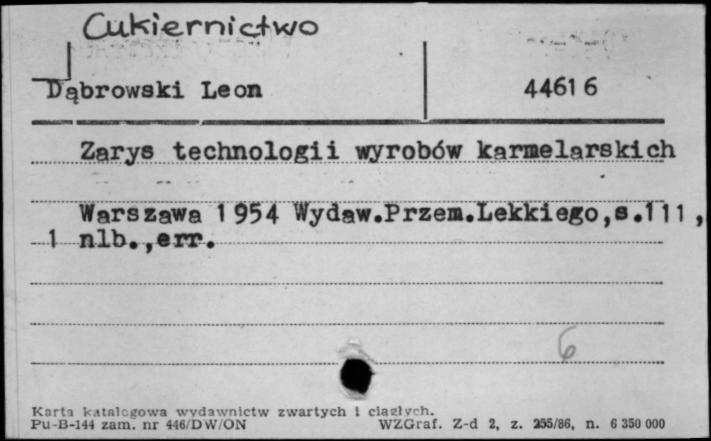 Cukiernictwo
Dąbrowski Leon 44616
Zarys technologii wyrobów karmelarskich
Warszawa 1954 Wydaw.Przem.Lekkiego,s.111,
1 nlb.,err.
6
Karta katalogowa wydawnictw zwartych i ciągłych.
Pu-B-144 zam. nr 446/DW/ON WZGraf. Z-d 2, z. 255/86, n. 6 350 000